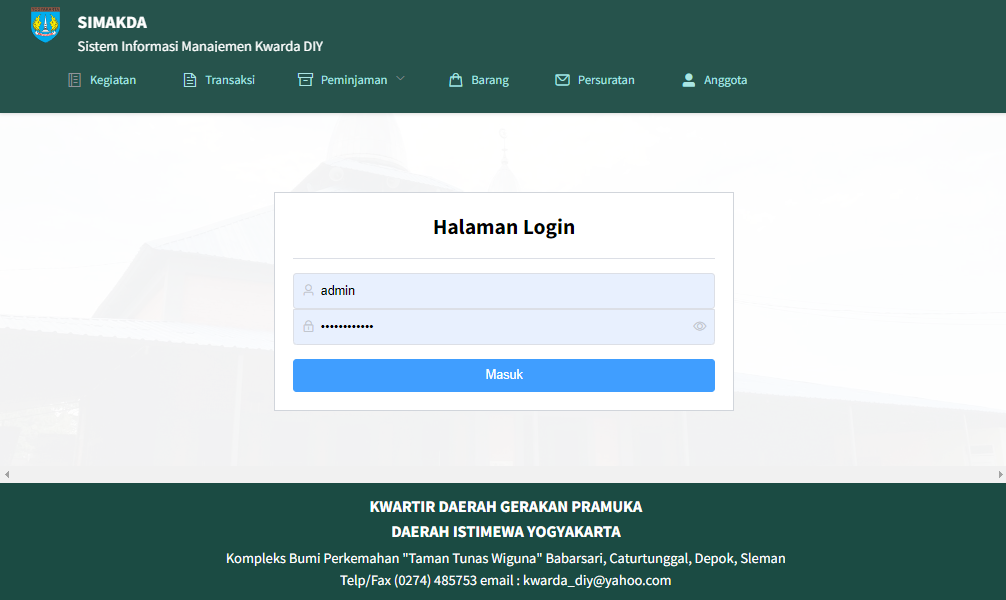 SIMAKDA
Sistem Informasi Manajemen Kwarda DIY
Kegiatan Transaksi Peminjaman Barang Persuratan Anggota
Halaman Login
admin
••••••••••••
Masuk
KWARTIR DAERAH GERAKAN PRAMUKA
DAERAH ISTIMEWA YOGYAKARTA
Kompleks Bumi Perkemahan "Taman Tunas Wiguna" Babarsari, Caturtunggal, Depok, Sleman
Telp/Fax (0274) 485753 email : kwarda_diy@yahoo.com